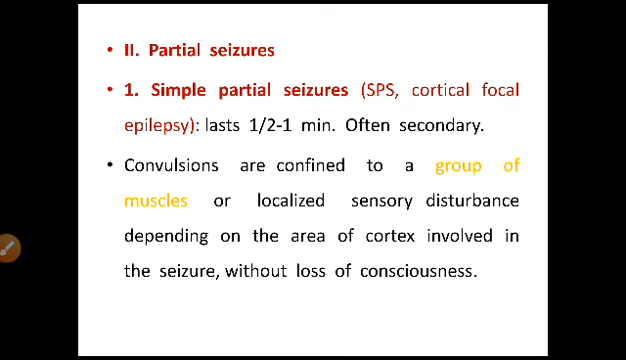 • II. Partial seizures
• 1. Simple partial seizures (SPS, cortical focal
epilepsy): lasts 1/2-1 min. Often secondary.
• Convulsions are confined to a group of
muscles or localized sensory disturbance
depending on the area of cortex involved in
the seizure, without loss of consciousness.